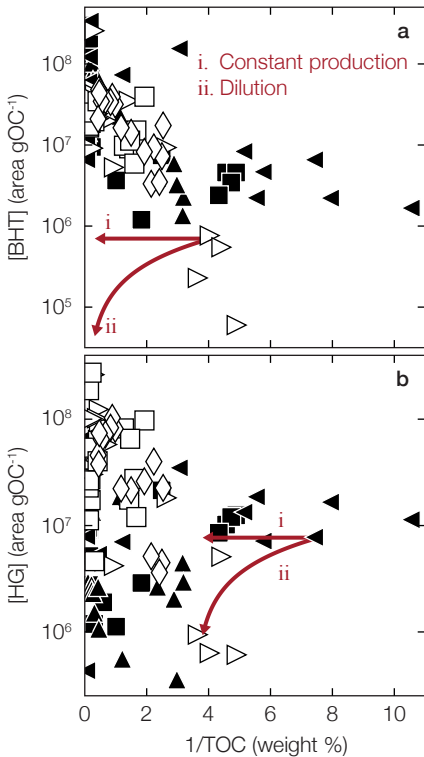 a
i. Constant production
ii. Dilution
[BHT] (area gOC⁻¹)
10⁸
10⁷
10⁶
10⁵
i
ii
b
[HG] (area gOC⁻¹)
10⁸
10⁷
10⁶
i
ii
0 2 4 6 8 10
1/TOC (weight %)